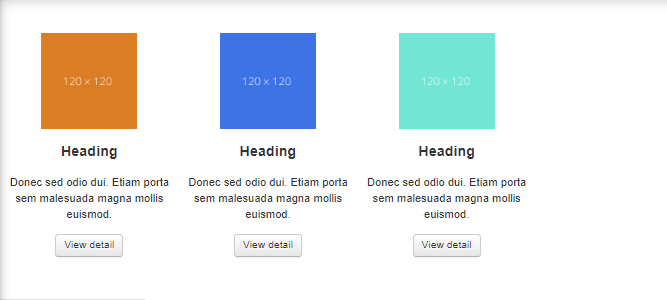 120 × 120
120 × 120
120 × 120
Heading
Heading
Heading
Donec sed odio dui. Etiam porta
sem malesuada magna mollis
euismod.
Donec sed odio dui. Etiam porta
sem malesuada magna mollis
euismod.
Donec sed odio dui. Etiam porta
sem malesuada magna mollis
euismod.
View detail
View detail
View detail